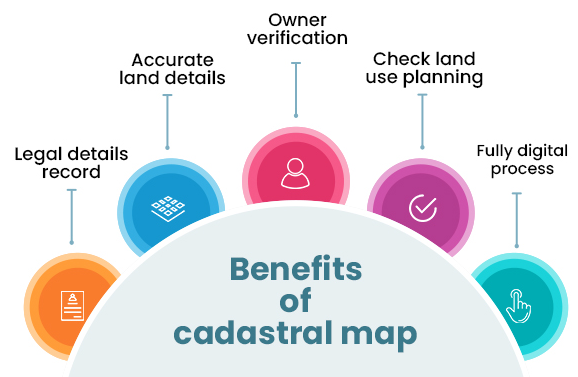 Legal details
record
Accurate
land details
Owner
verification
Check land
use planning
Fully digital
process
Benefits
of
cadastral map